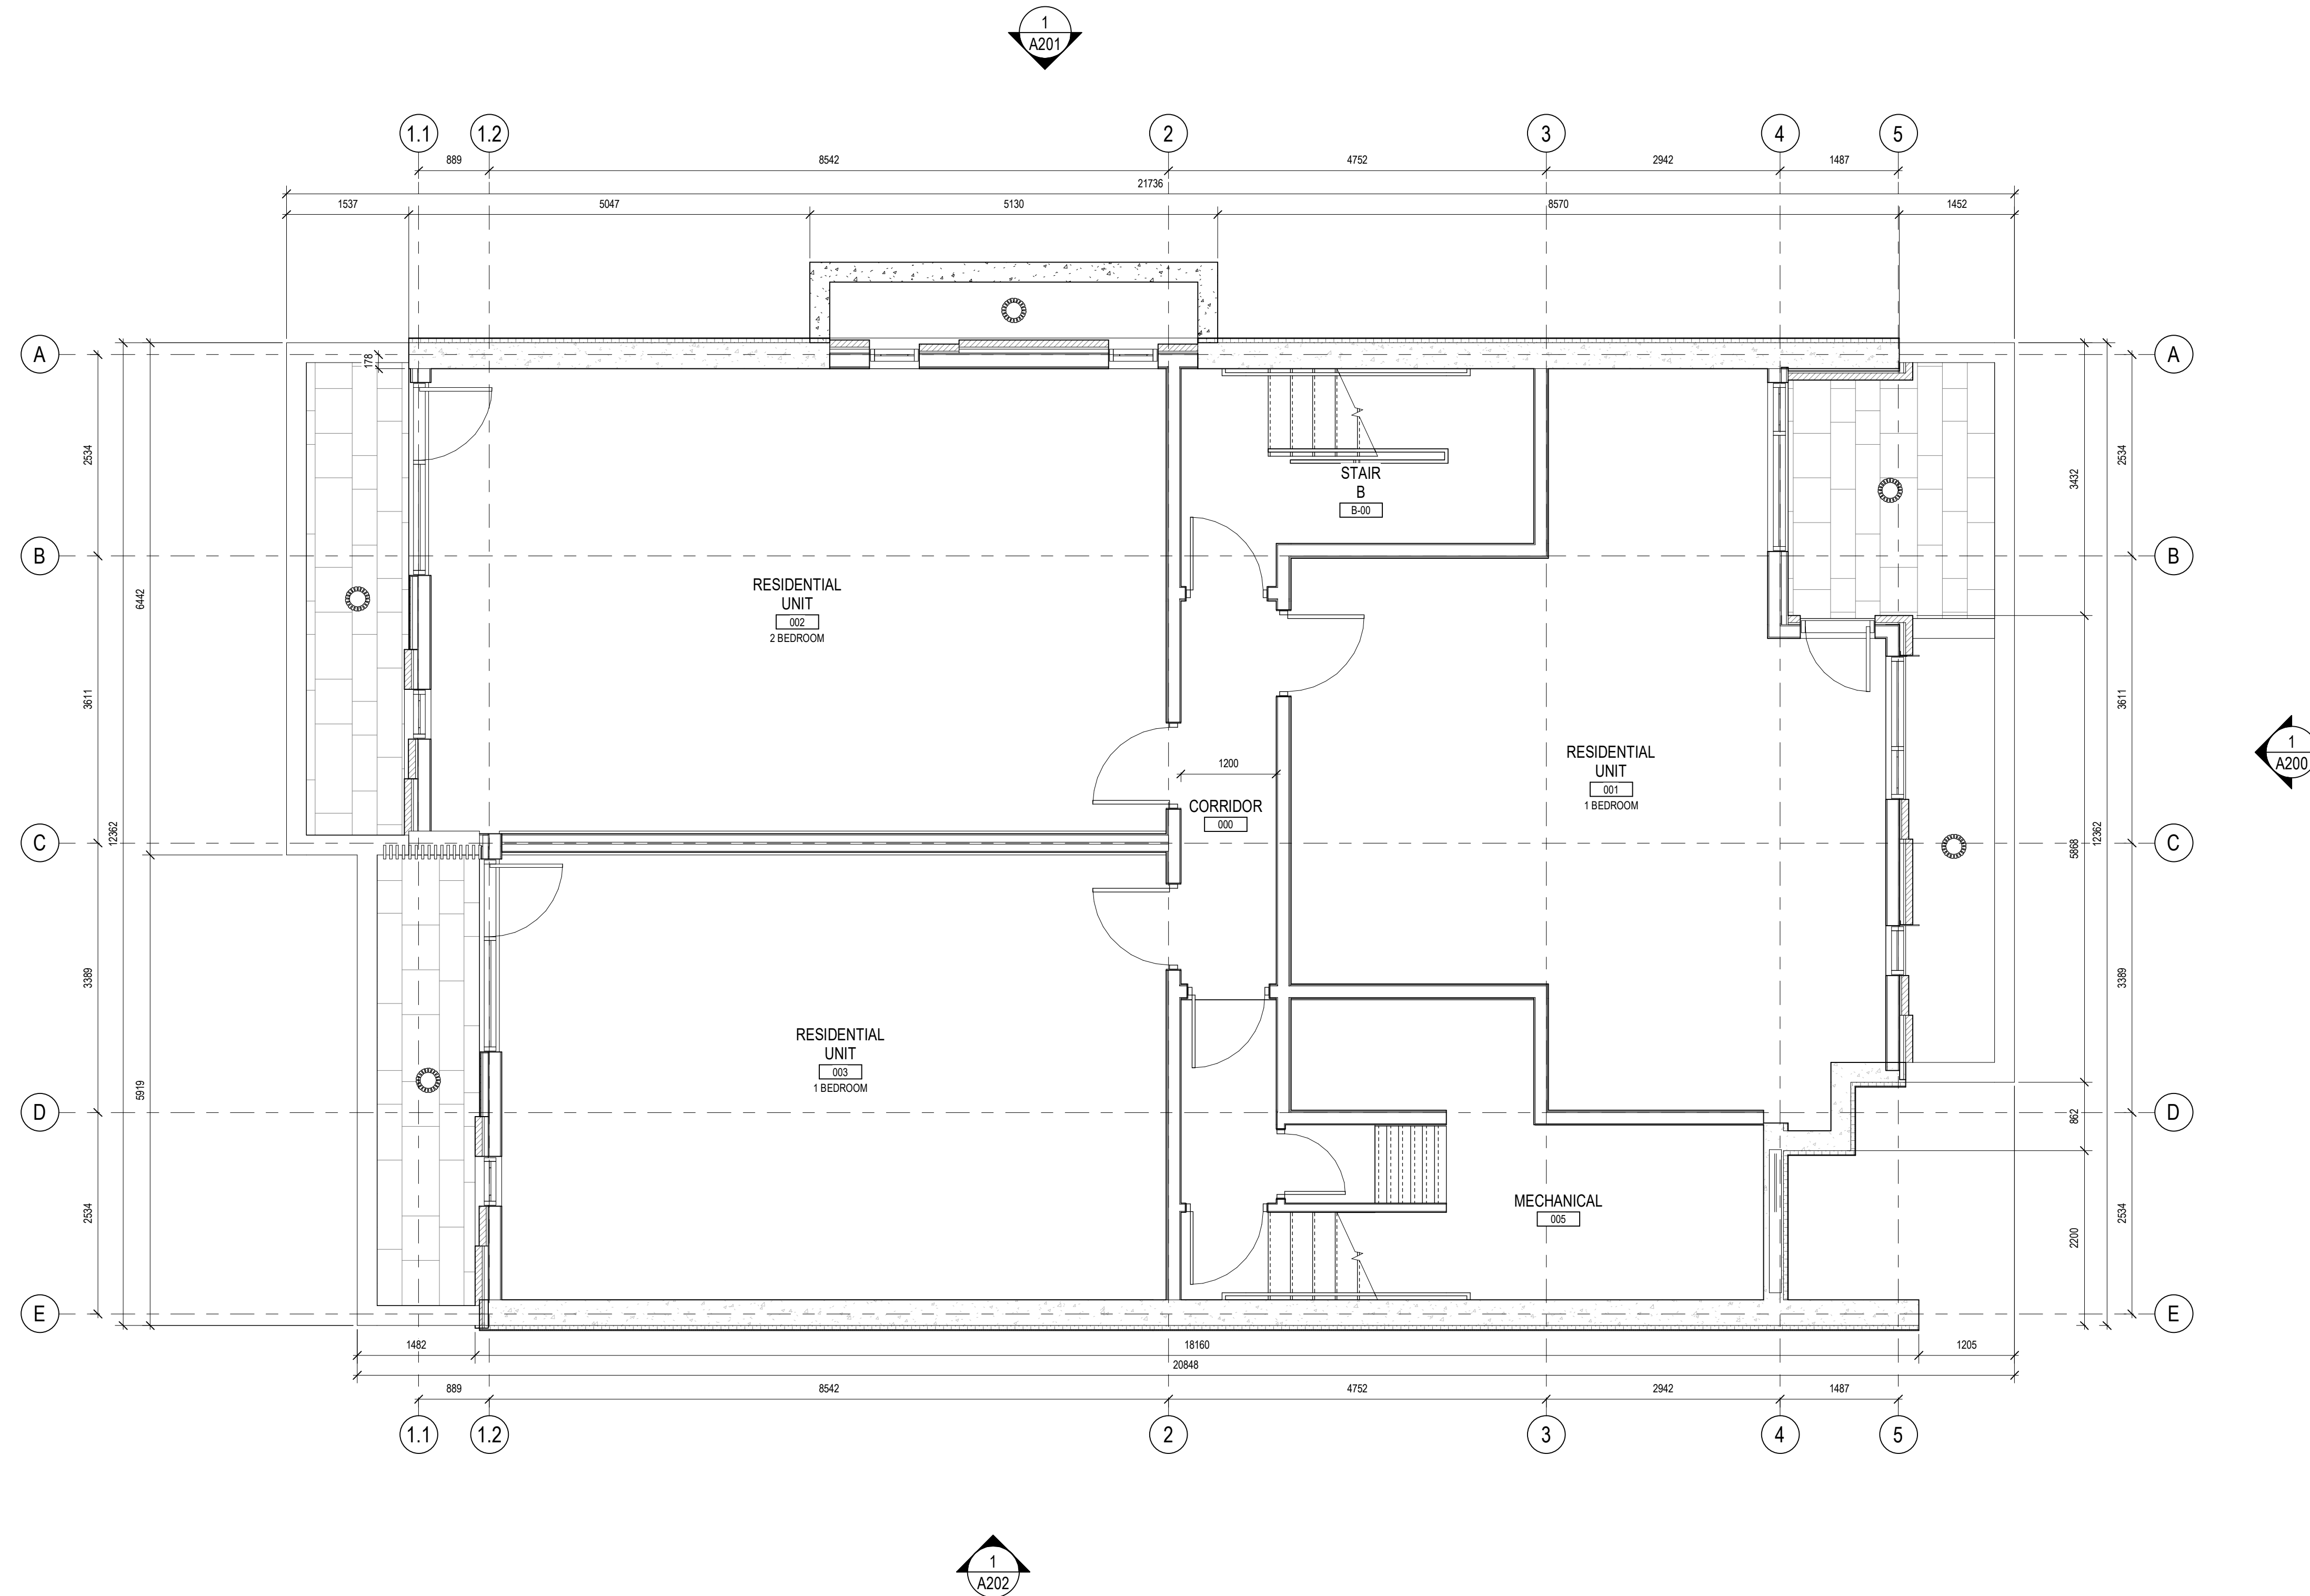 1
A201
1.1
1.2
2
3
4
5
889
8542
4752
2942
1487
21736
1537
5047
5130
8570
1452
A
178
A
2534
2534
3432
STAIR
B
B-00
B
B
RESIDENTIAL
UNIT
002
2 BEDROOM
6442
3611
3611
RESIDENTIAL
UNIT
001
1 BEDROOM
1
A200
1200
CORRIDOR
000
12362
5868
12362
C
C
3389
3389
RESIDENTIAL
UNIT
003
1 BEDROOM
5919
D
862
D
MECHANICAL
005
2534
2200
2534
E
E
1482
18160
1205
20848
889
8542
4752
2942
1487
1.1
1.2
2
3
4
5
1
A202